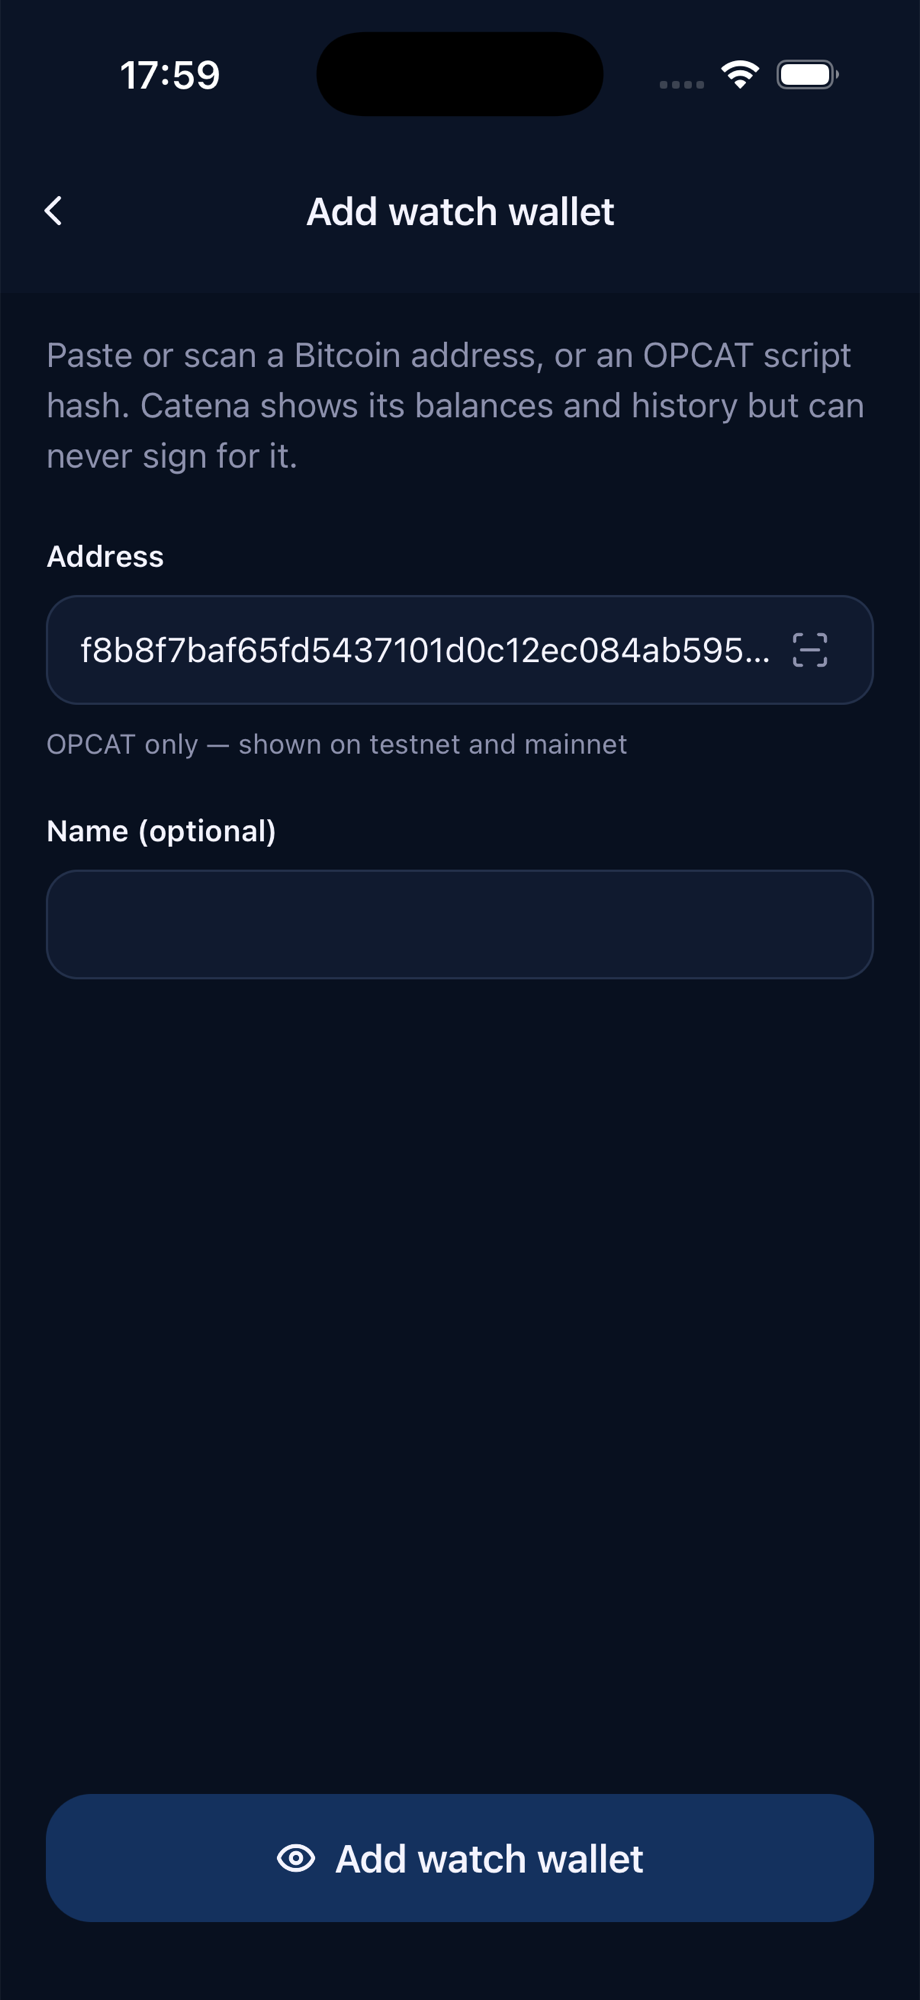 17:59
Add watch wallet
Paste or scan a Bitcoin address, or an OPCAT script
hash. Catena shows its balances and history but can
never sign for it.
Address
f8b8f7baf65fd5437101d0c12ec084ab595...
OPCAT only — shown on testnet and mainnet
Name (optional)
Add watch wallet